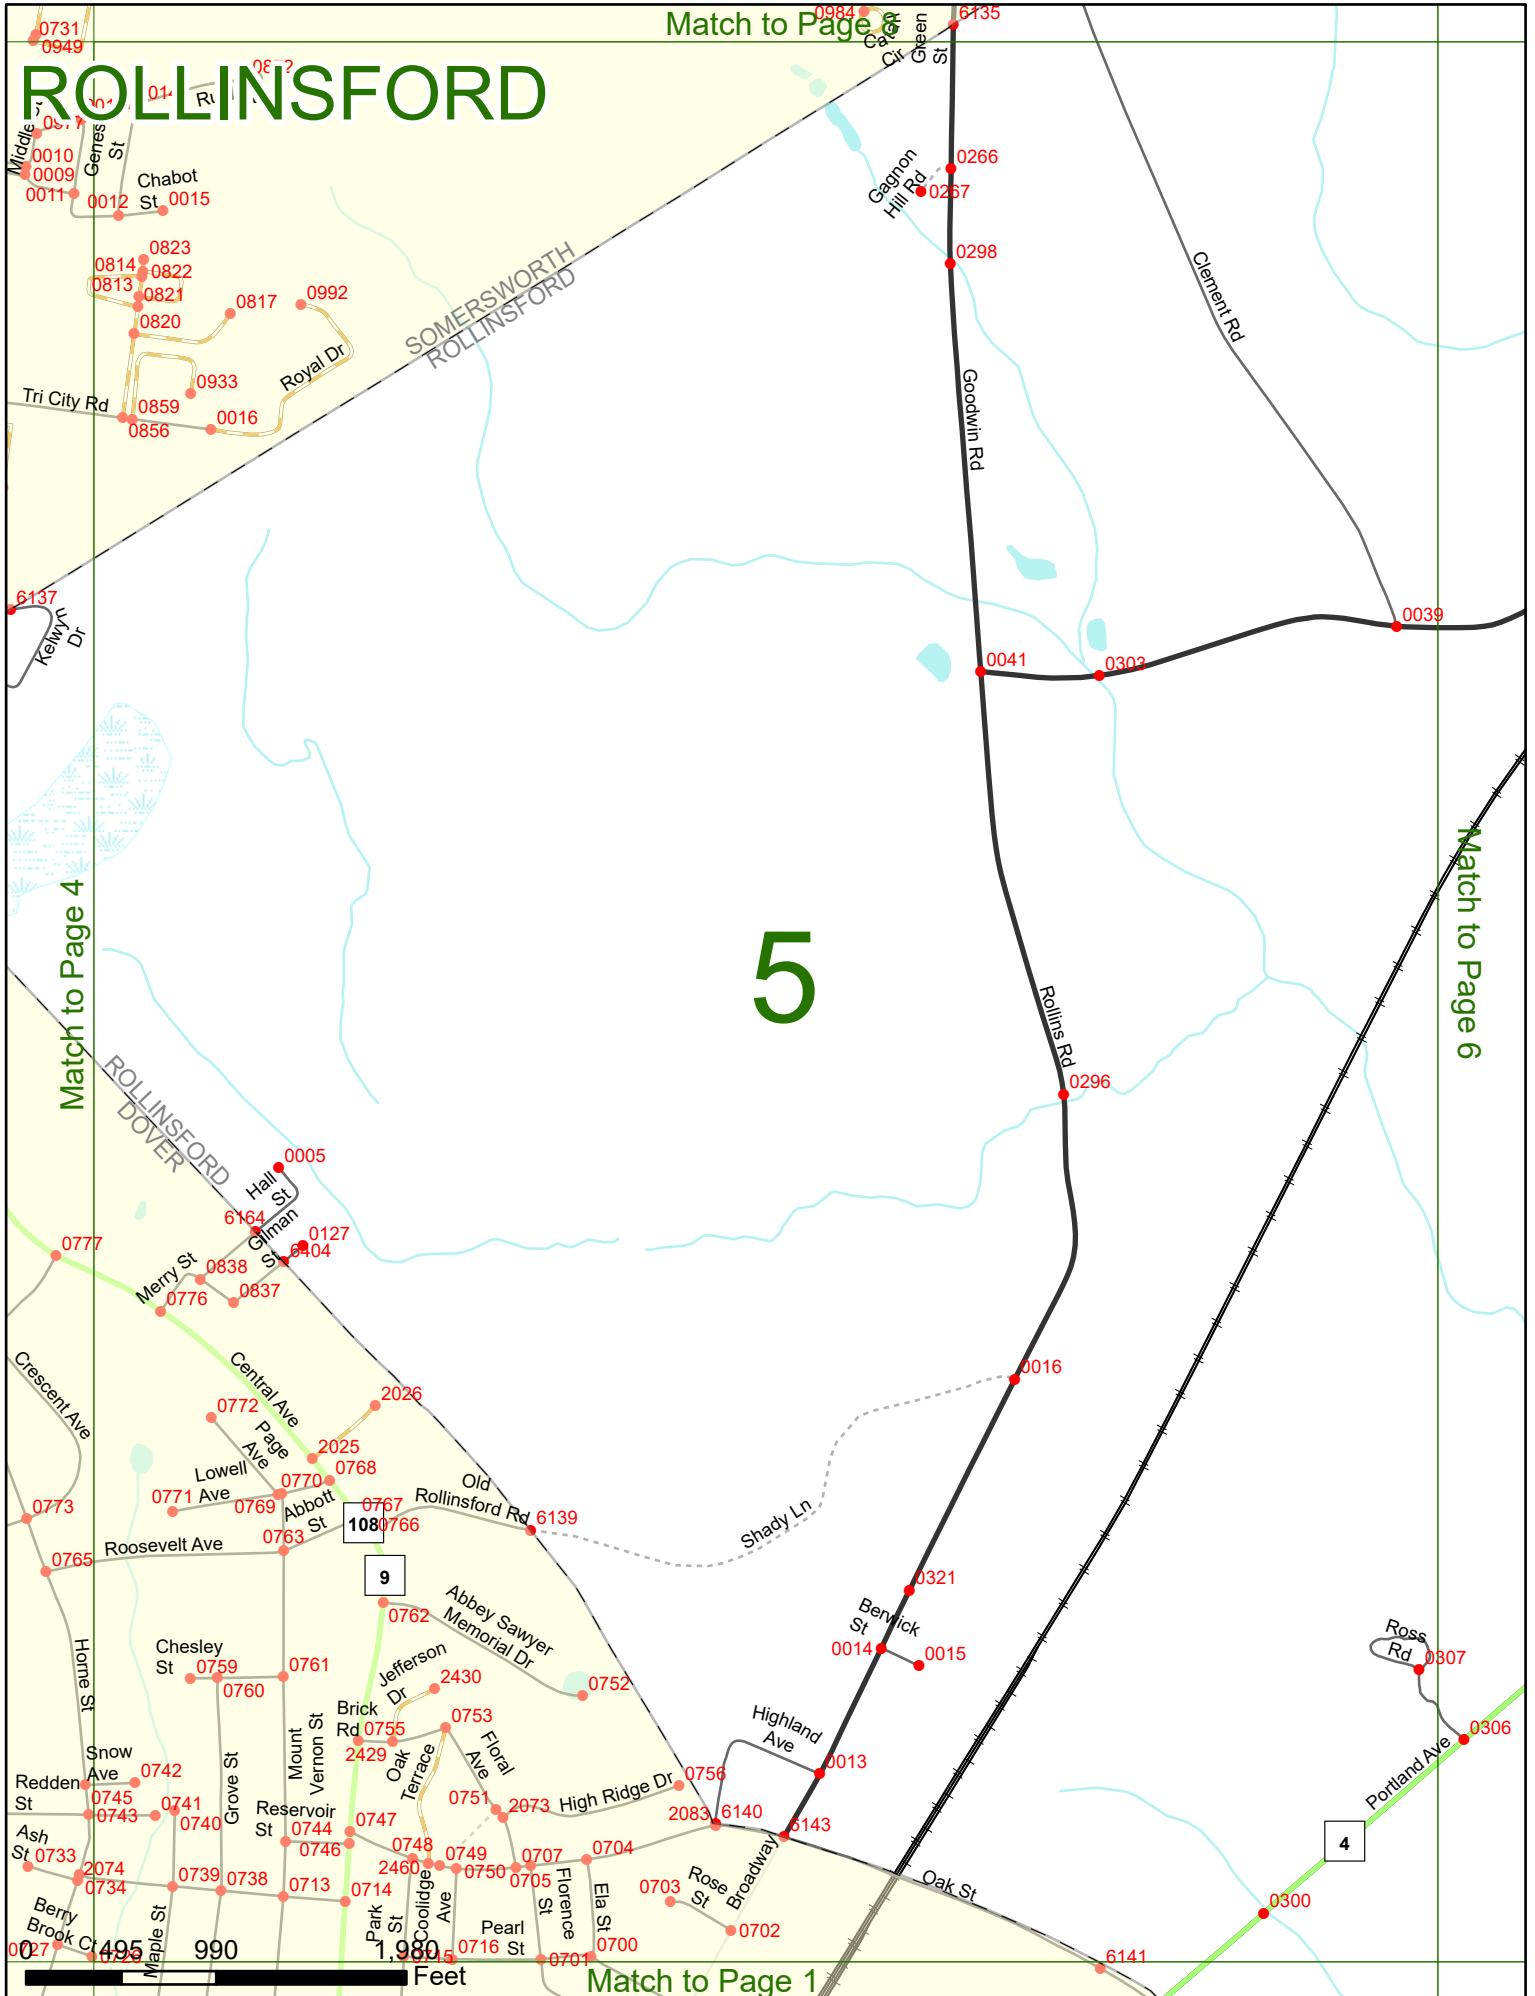 Match to Page 8
ROLLINSFORD
0731
0949
0984
Catan
Cir
Green
St
6135
Middle St
0977
0010
0009
0011
Genest
St
0012
Chabot
St
0015
0823
0814
0822
0813
0821
0820
0817
0992
0933
Royal Dr
Tri City Rd
0859
0856
0016
SOMERSWORTH
ROLLINSFORD
0266
Gagnon
Hill Rd
0267
0298
Clement Rd
Goodwin Rd
6137
Kelwyn
Dr
0039
0041
0303
Match to Page 4
5
Match to Page 6
Rollins Rd
0296
ROLLINSFORD
DOVER
0005
Hall
St
6164
Gilman
St
0127
6404
0777
Merry St
0838
0837
0776
Crescent Ave
Central Ave
0016
2026
0772
Page
Ave
2025
Lowell
Ave
0770
0768
0771
0769
Abbott
St
0767
108
0766
Old
Rollinsford Rd
6139
Shady Ln
0773
0763
Roosevelt Ave
0765
9
0762
Abbey Sawyer
Memorial Dr
0321
Berwick
St
0014
0015
Ross
Rd
0307
Horne St
Chesley
St
0759
0760
0761
Jefferson
Dr
2430
0752
Brick
Rd
0755
2429
0753
Oak
Terrace
Floral
Ave
Highland
Ave
0013
0306
Portland Ave
Mount
Vernon St
Snow
Ave
0742
Redden
St
0745
0743
0741
0740
Grove St
Reservoir
St
0744
0746
0747
0751
2073
High Ridge Dr
0756
2083
6140
6143
4
Ash
St
0733
2074
0734
0739
0738
0713
0714
0748
2460
0749
0750
0707
0705
0704
Broadway
Oak St
Rose
St
0703
0702
0300
Berry
Brook Ct
0727
Maple St
Park
St
Coolidge
Ave
Pearl
St
0716
0715
Florence
St
Ela St
0701
0700
6141
0
495
990
1,980
Feet
Match to Page 1